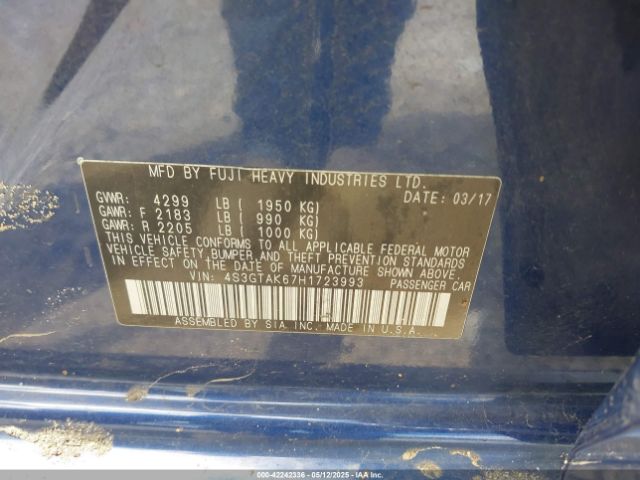 MFD BY FUJI HEAVY INDUSTRIES LTD.
GVWR: 4299 LB ( 1950 KG) DATE: 03/17
GAWR: F 2183 LB ( 990 KG)
GAWR: R 2205 LB ( 1000 KG)
THIS VEHICLE CONFORMS TO ALL APPLICABLE FEDERAL MOTOR
VEHICLE SAFETY, BUMPER, AND THEFT PREVENTION STANDARDS
IN EFFECT ON THE DATE OF MANUFACTURE SHOWN ABOVE.
VIN: 4S3GTAK67H1723993 PASSENGER CAR
ASSEMBLED BY SIA, INC. MADE IN U.S.A.
000-42242336 - 05/12/2025 - IAAI.CA